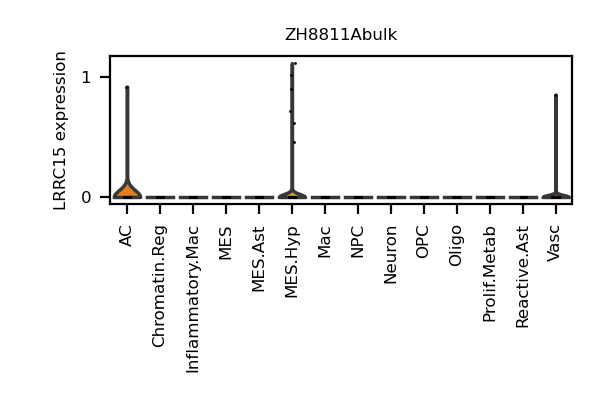 ZH8811Abulk
LRRC15 expression
1
0
AC
Chromatin.Reg
Inflammatory.Mac
MES
MES.Ast
MES.Hyp
Mac
NPC
Neuron
OPC
Oligo
Prolif.Metab
Reactive.Ast
Vasc